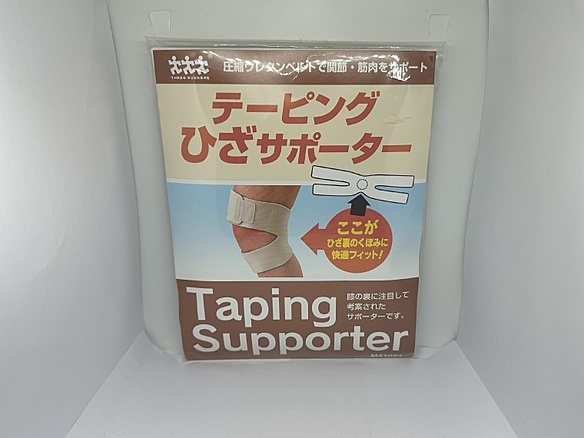 THREE RUNNERS
圧縮ウレタンベルトで関節・筋肉をサポート
テーピング
ひざサポーター
ここが
ひざ裏のくぼみに
快適フィット!
Taping
Supporter
膝の裏に注目して
考案された
サポーターです。